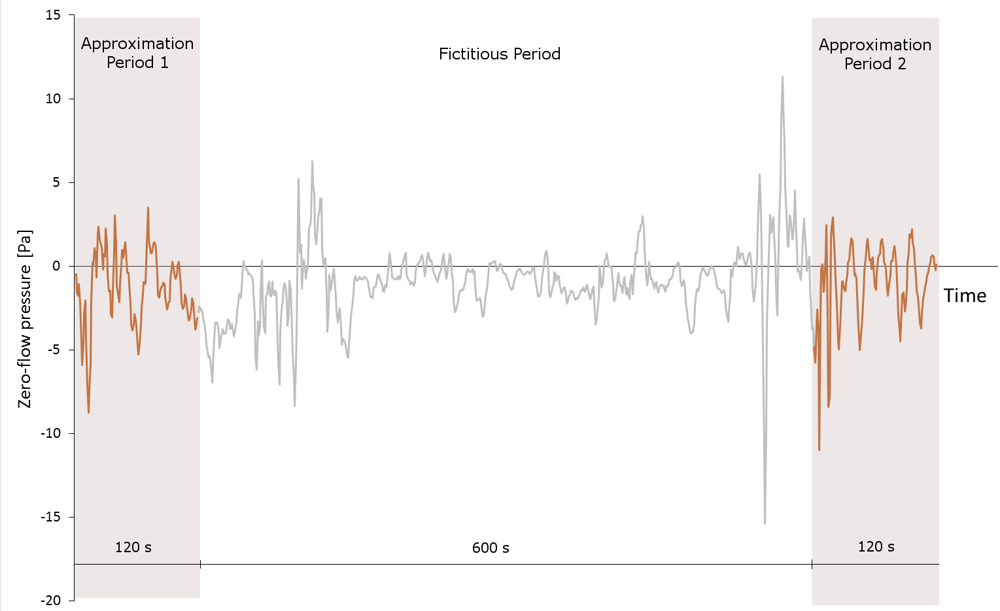 15
Approximation
Period 1
Fictitious Period
Approximation
Period 2
10
5
0
Time
-5
-10
-15
-20
Zero-flow pressure [Pa]
120 s
600 s
120 s